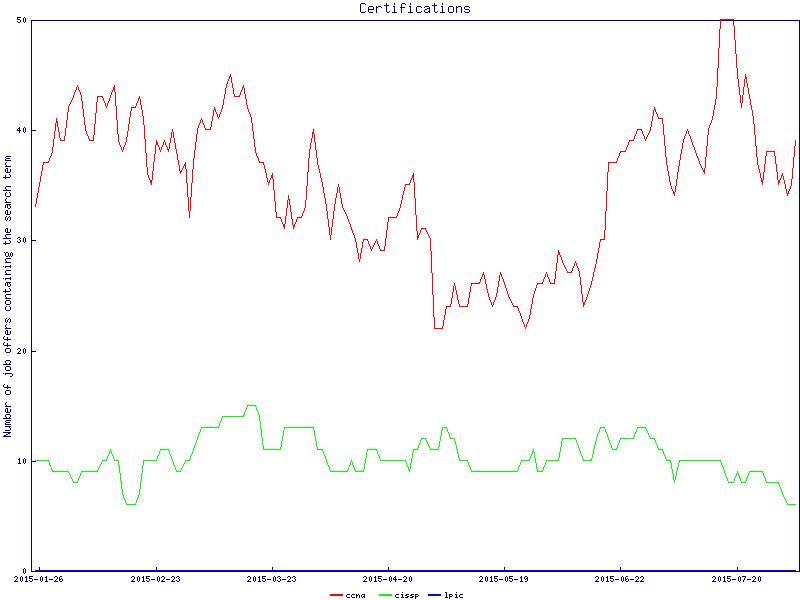 Certifications
Number of job offers containing the search term
50
40
30
20
10
0
2015-01-26 2015-02-23 2015-03-23 2015-04-20 2015-05-19 2015-06-22 2015-07-20
ccna cissp lpic